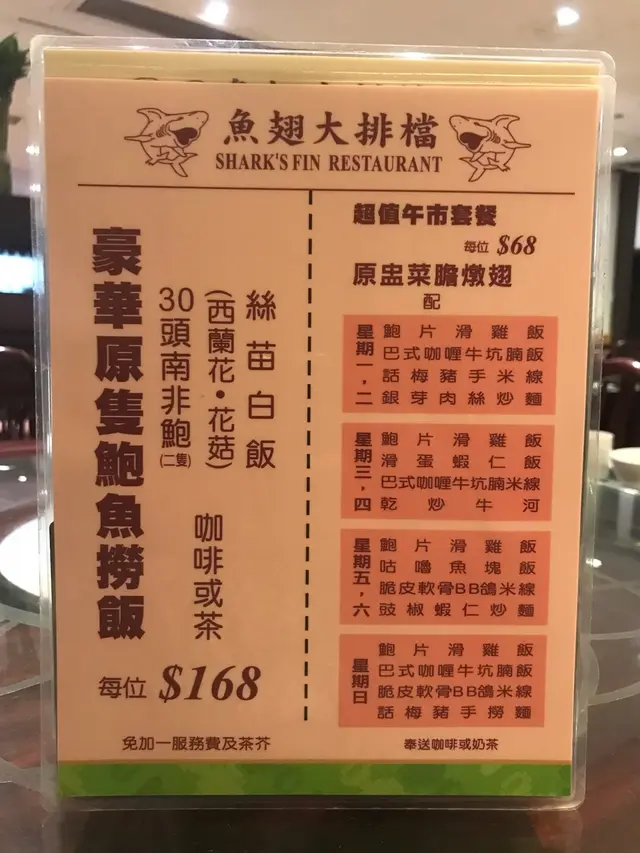 魚翅大排檔
SHARK'S FIN RESTAURANT
豪華原隻鮑魚撈飯
30頭南非鮑(二隻)
(西蘭花·花菇)
絲苗白飯
咖啡或茶
每位 $168
免加一服務費及茶芥
超值午市套餐
每位 $68
原盅菜膽燉翅
配
星期一,二
鮑片滑雞飯
巴式咖喱牛坑腩飯
話梅豬手米線
銀芽肉絲炒麵
星期三,四
鮑片滑雞飯
滑蛋蝦仁飯
巴式咖喱牛坑腩米線
乾炒牛河
星期五,六
鮑片滑雞飯
咕嚕魚塊飯
脆皮軟骨BB鴿米線
豉椒蝦仁炒麵
星期日
鮑片滑雞飯
巴式咖喱牛坑腩飯
脆皮軟骨BB鴿米線
話梅豬手撈麵
奉送咖啡或奶茶